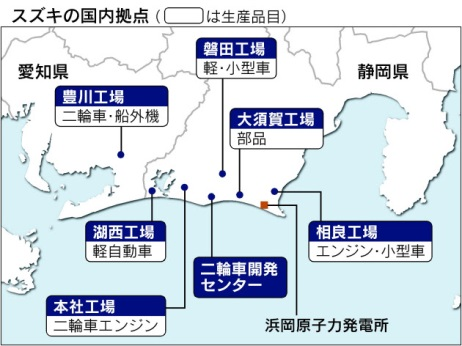 スズキの国内拠点(　　は生産品目)
愛知県
静岡県
磐田工場
軽・小型車
豊川工場
二輪車・船外機
大須賀工場
部品
湖西工場
軽自動車
二輪車開発
センター
相良工場
エンジン・小型車
本社工場
二輪車エンジン
浜岡原子力発電所